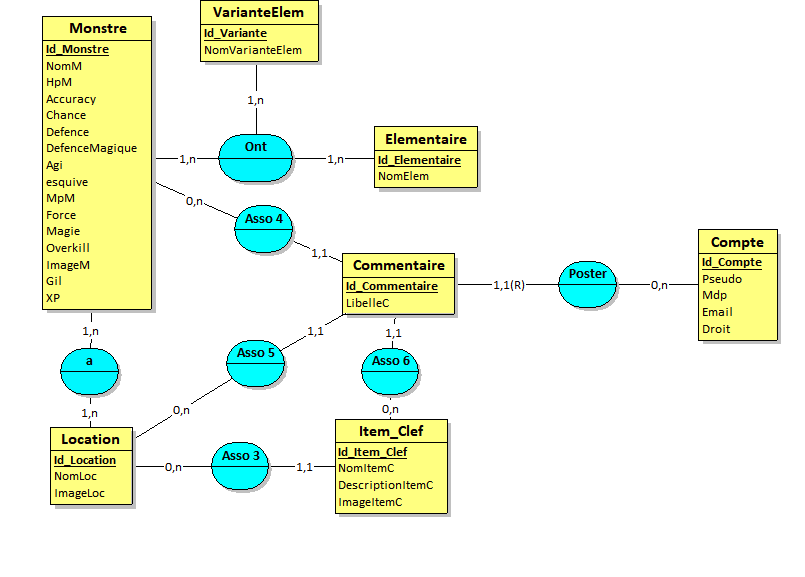 Monstre
Id_Monstre
NomM
HpM
Accuracy
Chance
Defence
DefenceMagique
Agi
esquive
MpM
Force
Magie
Overkill
ImageM
Gil
XP
VarianteElem
Id_Variante
NomVarianteElem
1,n
Ont
1,n
1,n
Elementaire
Id_Elementaire
NomElem
0,n
Asso 4
1,1
Commentaire
Id_Commentaire
LibelleC
1,1(R)
Poster
0,n
Compte
Id_Compte
Pseudo
Mdp
Email
Droit
1,n
a
1,n
1,1
Asso 5
0,n
1,1
Asso 6
0,n
Location
Id_Location
NomLoc
ImageLoc
0,n
Asso 3
1,1
Item_Clef
Id_Item_Clef
NomItemC
DescriptionItemC
ImageItemC